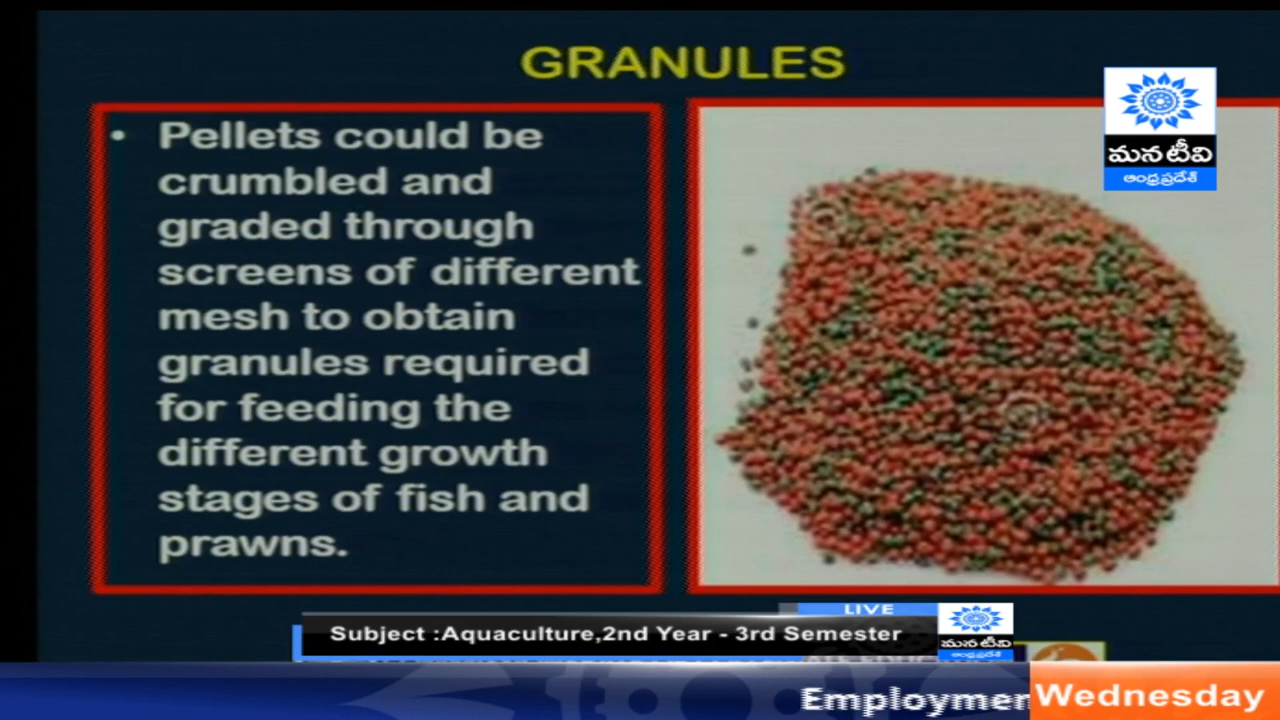 GRANULES
• Pellets could be
crumbled and
graded through
screens of different
mesh to obtain
granules required
for feeding the
different growth
stages of fish and
prawns.
మన టీవి
ఆంధ్రప్రదేశ్
LIVE
Subject :Aquaculture,2nd Year - 3rd Semester
మన టీవి
ఆంధ్రప్రదేశ్
Employmen
Wednesday